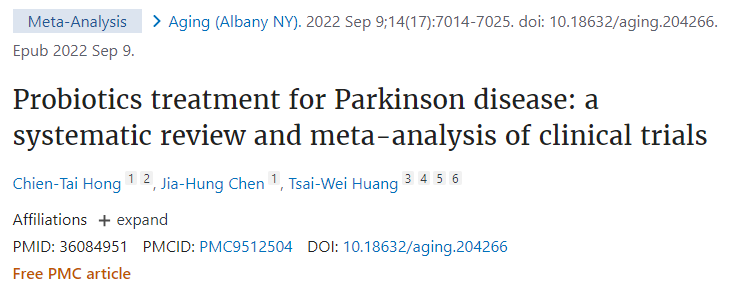 Meta-Analysis > Aging (Albany NY). 2022 Sep 9;14(17):7014-7025. doi: 10.18632/aging.204266.
Epub 2022 Sep 9.
Probiotics treatment for Parkinson disease: a
systematic review and meta-analysis of clinical trials
Chien-Tai Hong 1 2, Jia-Hung Chen 1, Tsai-Wei Huang 3 4 5 6
Affiliations + expand
PMID: 36084951 PMCID: PMC9512504 DOI: 10.18632/aging.204266
Free PMC article